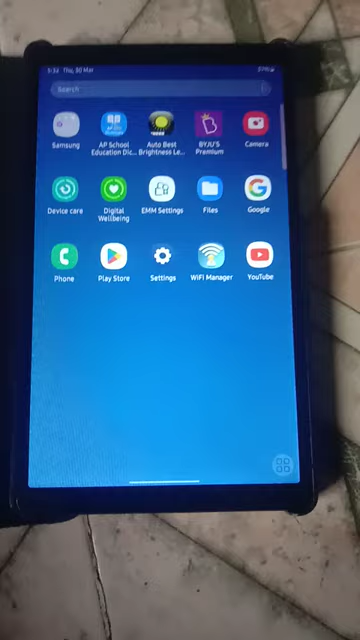 5:32 Thu, 30 Mar
Search
Samsung
AP School
Education Dic...
Auto Best
Brightness Le...
BYJU'S
Premium
Camera
Device care
Digital
Wellbeing
EMM Settings
Files
Google
Phone
Play Store
Settings
WiFi Manager
YouTube